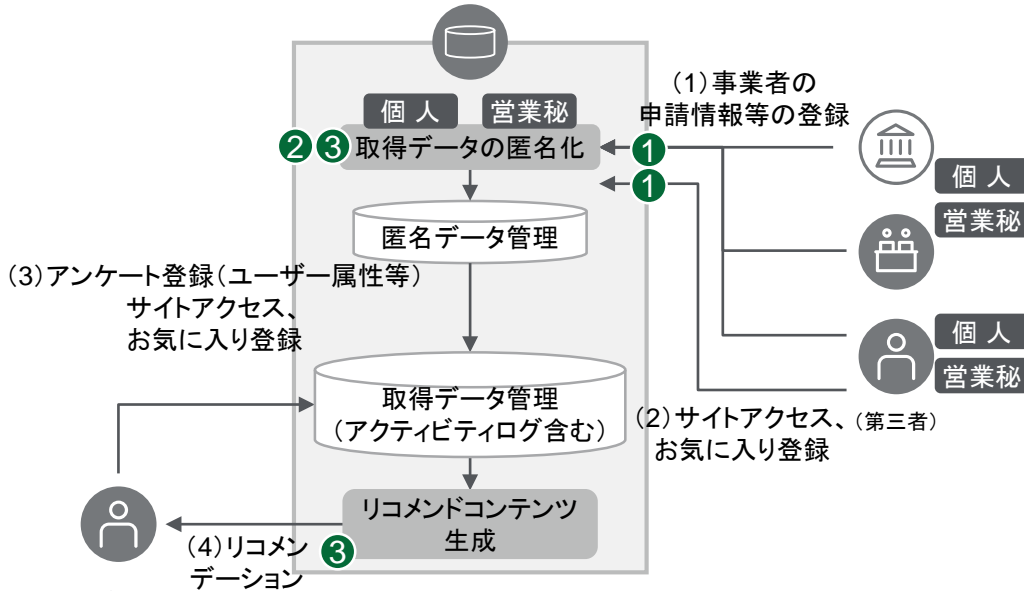 (1)事業者の
申請情報等の登録
個 人
営業秘
2 3 取得データの匿名化
1
1
個 人
営業秘
匿名データ管理
(3)アンケート登録(ユーザー属性等)
サイトアクセス、
お気に入り登録
個 人
営業秘
取得データ管理
(アクティビティログ含む)
(2)サイトアクセス、
お気に入り登録
(第三者)
リコメンドコンテンツ
生成
3
(4)リコメン
デーション